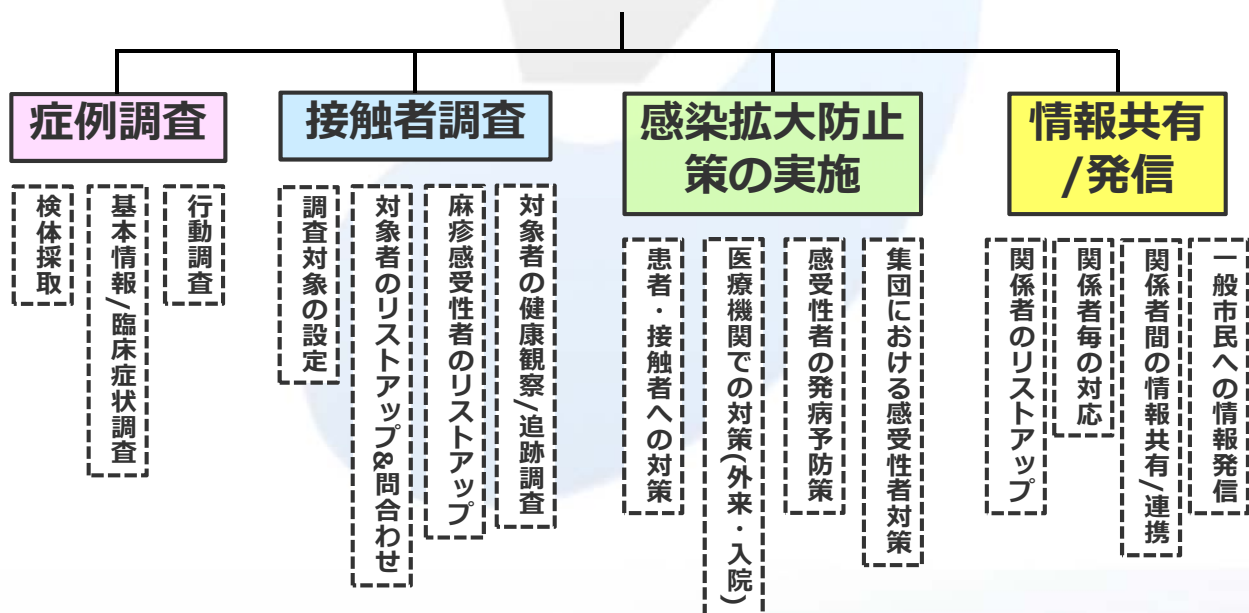 症例調査
検体採取
基本情報/臨床症状調査
行動調査
接触者調査
調査対象の設定
対象者のリストアップ&問合わせ
麻疹感受性者のリストアップ
対象者の健康観察/追跡調査
感染拡大防止
策の実施
患者・接触者への対策
医療機関での対策(外来・入院)
感受性者の発病予防策
集団における感受性者対策
情報共有
/発信
関係者のリストアップ
関係者毎の対応
関係者間の情報共有/連携
一般市民への情報発信